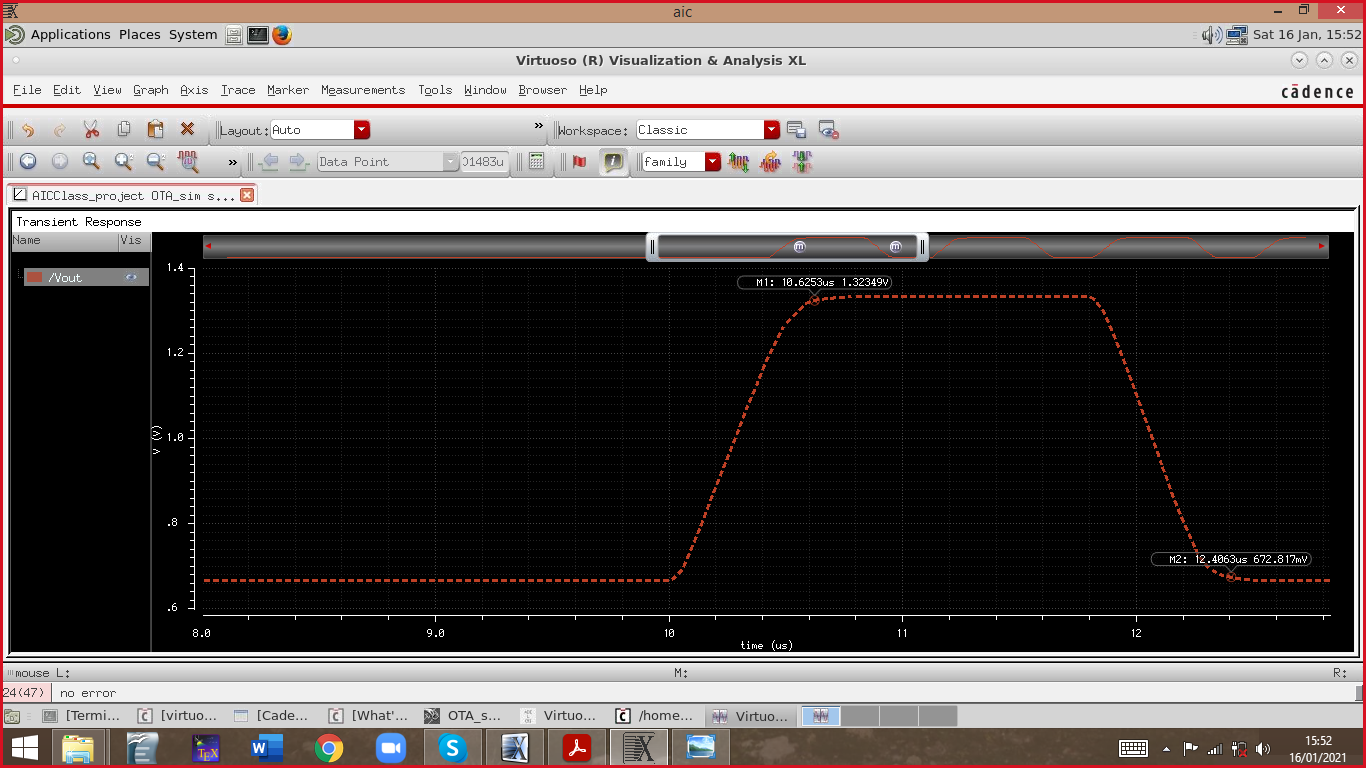 aic
Applications Places System
Sat 16 Jan, 15:52
Virtuoso (R) Visualization & Analysis XL
File Edit View Graph Axis Trace Marker Measurements Tools Window Browser Help
cādence
Layout: Auto
»
Workspace: Classic
»
Data Point
01483u
family
AICClass_project OTA_sim s...
Transient Response
Name Vis
/Vout
1.4
M1: 10.6253us 1.32349V
1.2
1.0
V (V)
.8
M2: 12.4063us 672.817mV
.6
8.0 9.0 10 11 12
time (us)
mouse L: M: R:
24(47) no error
[Termi... [virtuo... [Cade... [What'... OTA_s... Virtuo... /home... Virtuo...
15:52
16/01/2021